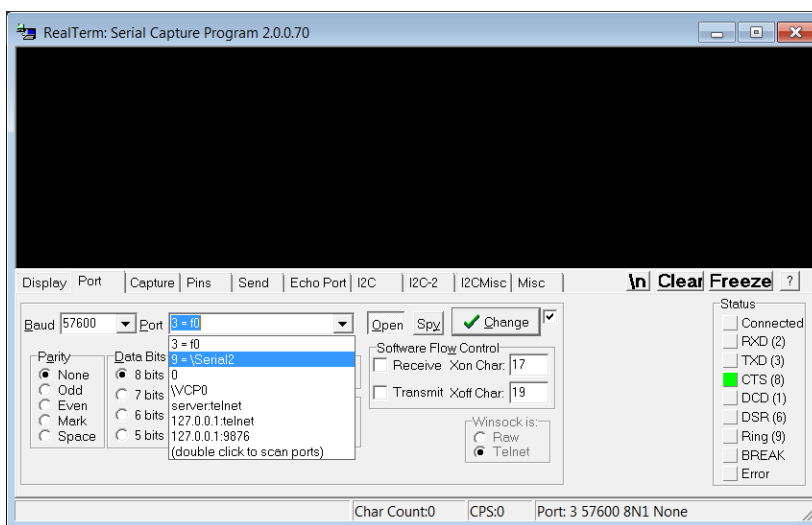 RealTerm: Serial Capture Program 2.0.0.70
Display Port Capture Pins Send Echo Port I2C I2C-2 I2CMisc Misc \n Clear Freeze ?
Baud 57600 Port 3 = f0 Open Spy Change
3 = f0
9 = \Serial2
0
\VCP0
server:telnet
127.0.0.1:telnet
127.0.0.1:9876
(double click to scan ports)
Parity
None
Odd
Even
Mark
Space
Data Bits
8 bits
7 bits
6 bits
5 bits
Software Flow Control
Receive Xon Char: 17
Transmit Xoff Char: 19
Winsock is:
Raw
Telnet
Status
Connected
RXD (2)
TXD (3)
CTS (8)
DCD (1)
DSR (6)
Ring (9)
BREAK
Error
Char Count:0 CPS:0 Port: 3 57600 8N1 None